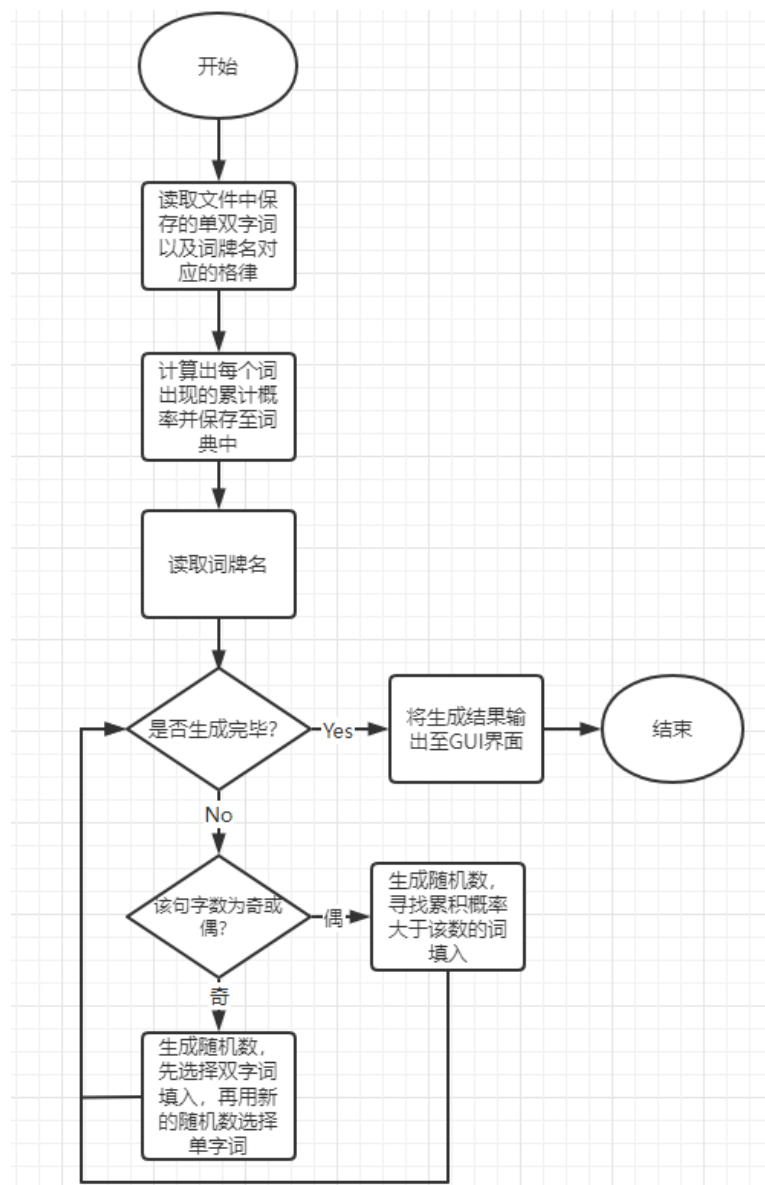 开始
读取文件中保
存的单双字词
以及词牌名对
应的格律
计算出每个词
出现的累计概
率并保存至词
典中
读取词牌名
是否生成完毕?
Yes
将生成结果输
出至GUI界面
结束
No
该句字数为奇或
偶?
偶
生成随机数，
寻找累积概率
大于该数的词
填入
奇
生成随机数，
先选择双字词
填入，再用新
的随机数选择
单字词